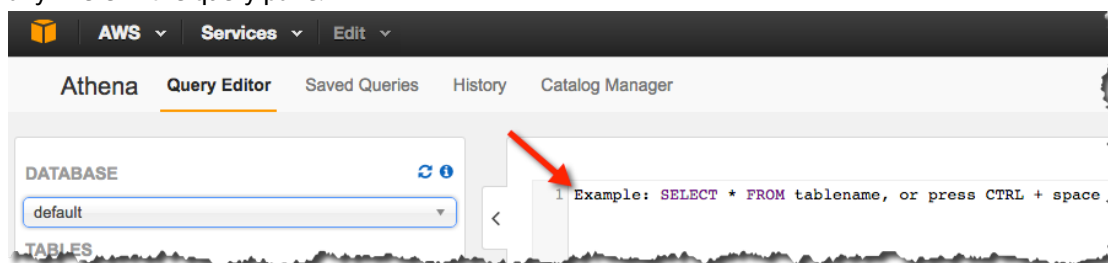 AWS Services Edit
Athena Query Editor Saved Queries History Catalog Manager
DATABASE
default
TABLES
1 Example: SELECT * FROM tablename, or press CTRL + space